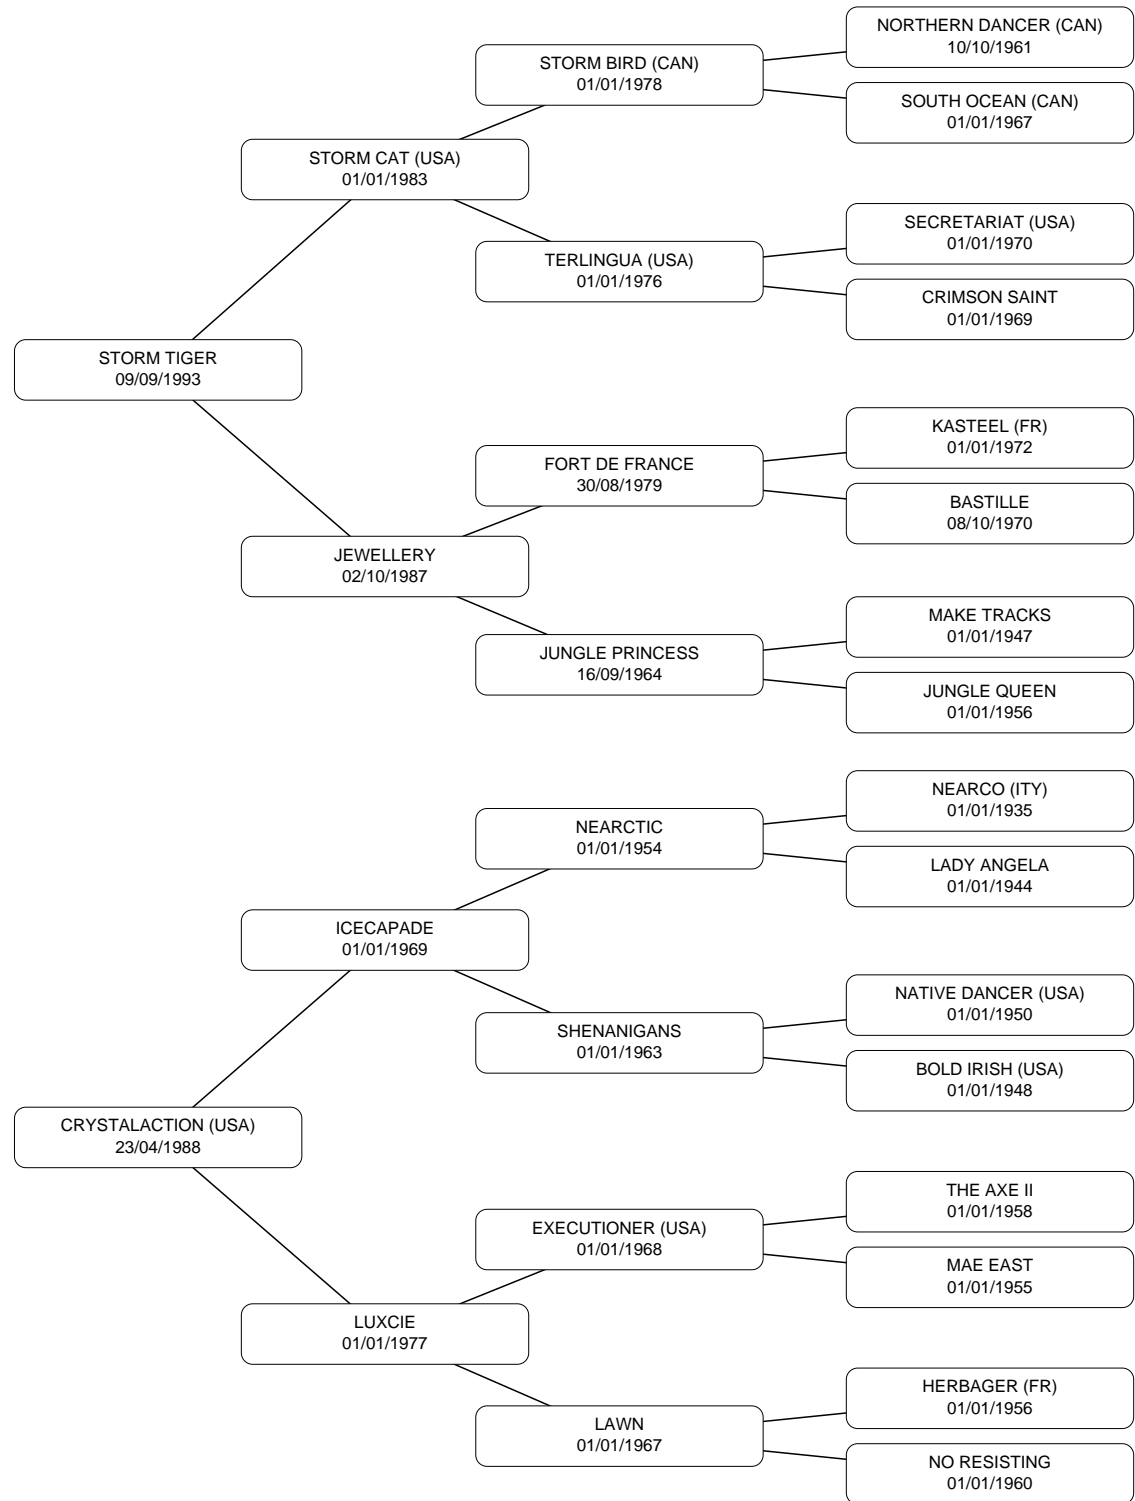 NORTHERN DANCER (CAN)
10/10/1961
STORM BIRD (CAN)
01/01/1978
SOUTH OCEAN (CAN)
01/01/1967
STORM CAT (USA)
01/01/1983
SECRETARIAT (USA)
01/01/1970
TERLINGUA (USA)
01/01/1976
CRIMSON SAINT
01/01/1969
STORM TIGER
09/09/1993
KASTEEL (FR)
01/01/1972
FORT DE FRANCE
30/08/1979
BASTILLE
08/10/1970
JEWELLERY
02/10/1987
MAKE TRACKS
01/01/1947
JUNGLE PRINCESS
16/09/1964
JUNGLE QUEEN
01/01/1956
NEARCO (ITY)
01/01/1935
NEARCTIC
01/01/1954
LADY ANGELA
01/01/1944
ICECAPADE
01/01/1969
NATIVE DANCER (USA)
01/01/1950
SHENANIGANS
01/01/1963
BOLD IRISH (USA)
01/01/1948
CRYSTALACTION (USA)
23/04/1988
THE AXE II
01/01/1958
EXECUTIONER (USA)
01/01/1968
MAE EAST
01/01/1955
LUXCIE
01/01/1977
HERBAGER (FR)
01/01/1956
LAWN
01/01/1967
NO RESISTING
01/01/1960